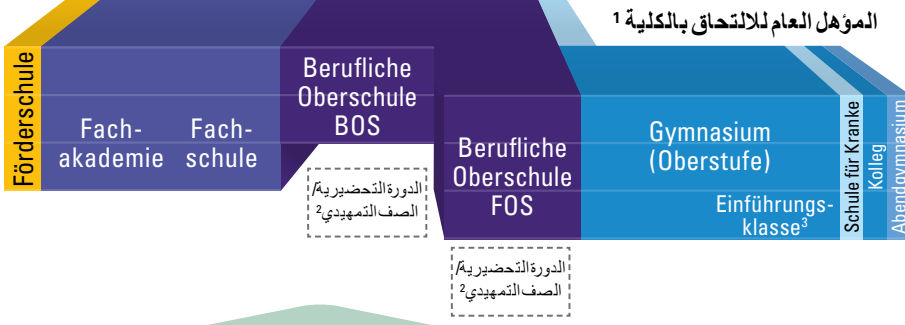 المؤهل العام للالتحاق بالكلية ¹
Förderschule
Fach-
akademie
Fach-
schule
Berufliche
Oberschule
BOS
الدورة التحضيرية/
الصف التمهيدي²
Berufliche
Oberschule
FOS
الدورة التحضيرية/
الصف التمهيدي²
Gymnasium
(Oberstufe)
Einführungs-
klasse³
Schule für Kranke
Kolleg
Abendgymnasium